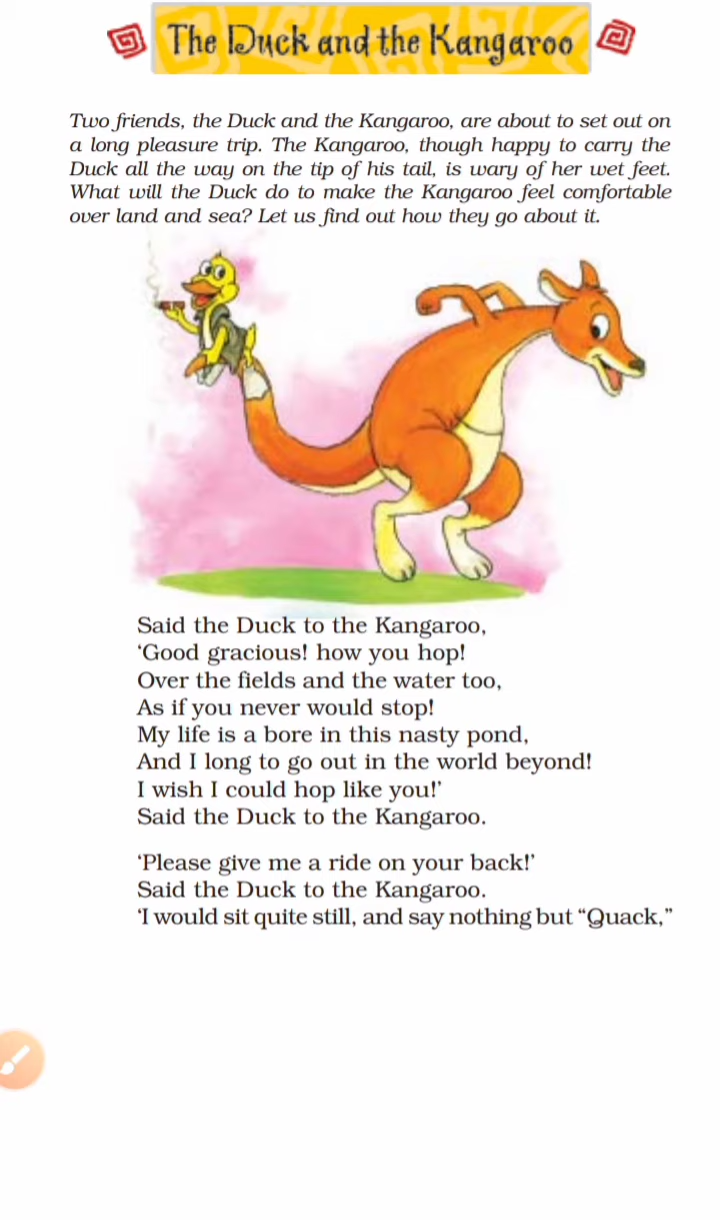 The Duck and the Kangaroo
Two friends, the Duck and the Kangaroo, are about to set out on
a long pleasure trip. The Kangaroo, though happy to carry the
Duck all the way on the tip of his tail, is wary of her wet feet.
What will the Duck do to make the Kangaroo feel comfortable
over land and sea? Let us find out how they go about it.
Said the Duck to the Kangaroo,
‘Good gracious! how you hop!
Over the fields and the water too,
As if you never would stop!
My life is a bore in this nasty pond,
And I long to go out in the world beyond!
I wish I could hop like you!’
Said the Duck to the Kangaroo.
‘Please give me a ride on your back!’
Said the Duck to the Kangaroo.
‘I would sit quite still, and say nothing but “Quack,”